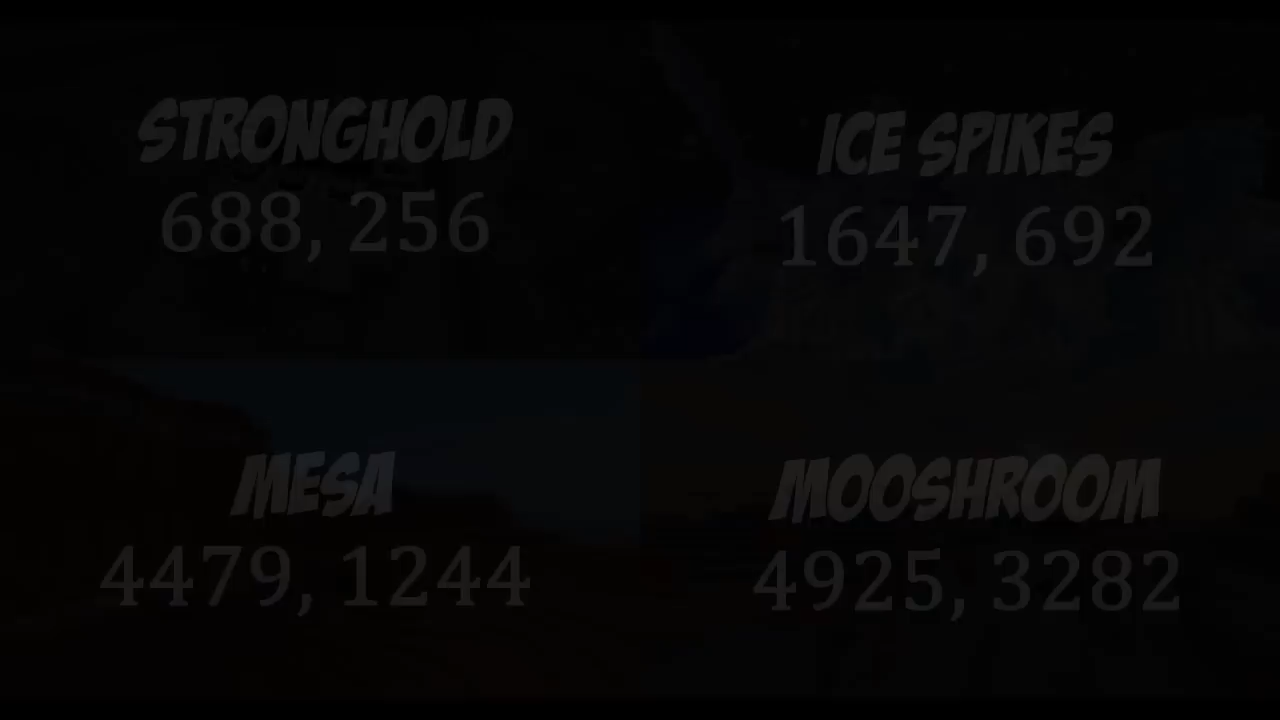 STRONGHOLD
688, 256
ICE SPIKES
1647, 692
MESA
4479, 1244
MOOSHROOM
4925, 3282